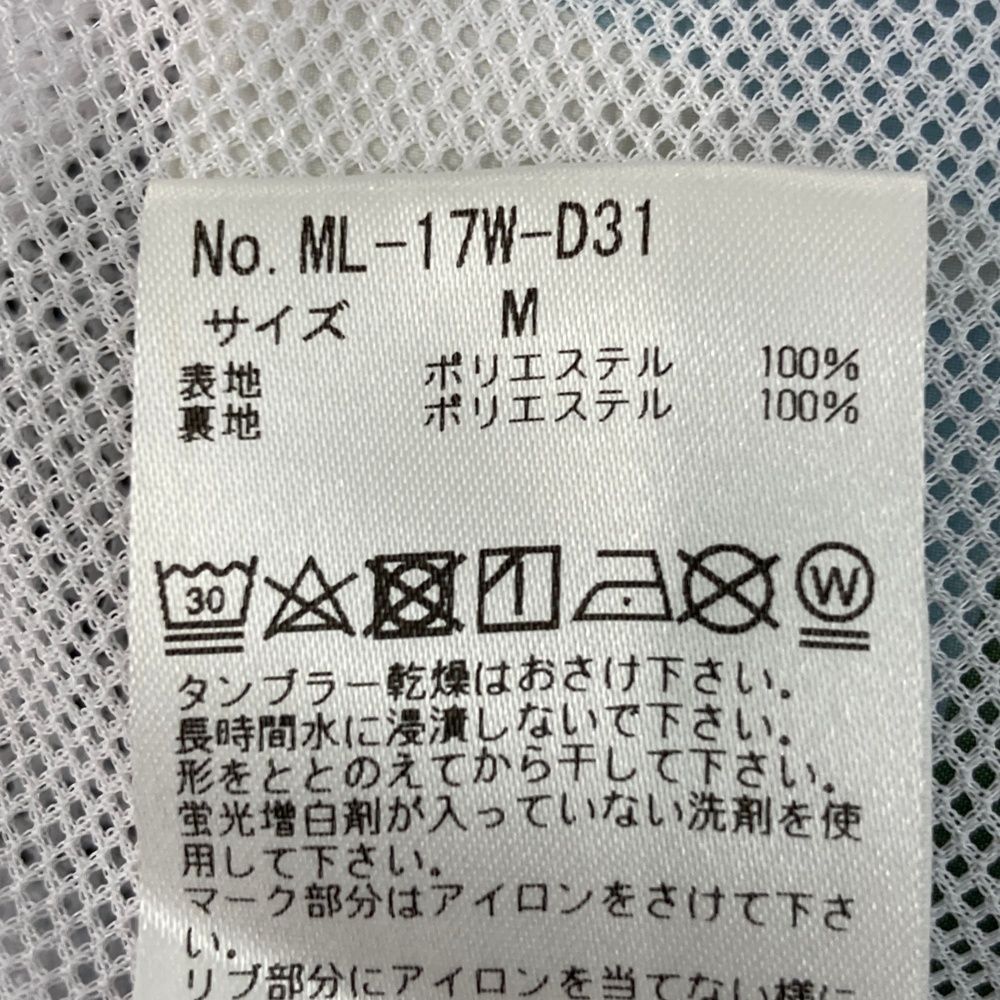 No. ML-17W-D31
サイズ M
表地 ポリエステル 100%
裏地 ポリエステル 100%
30 W
タンブラー乾燥はおさけ下さい。
長時間水に浸漬しないで下さい。
形をととのえてから干して下さい。
蛍光増白剤が入っていない洗剤を使
用して下さい。
マーク部分はアイロンをさけて下さ
い。
リブ部分にアイロンを当てない様に